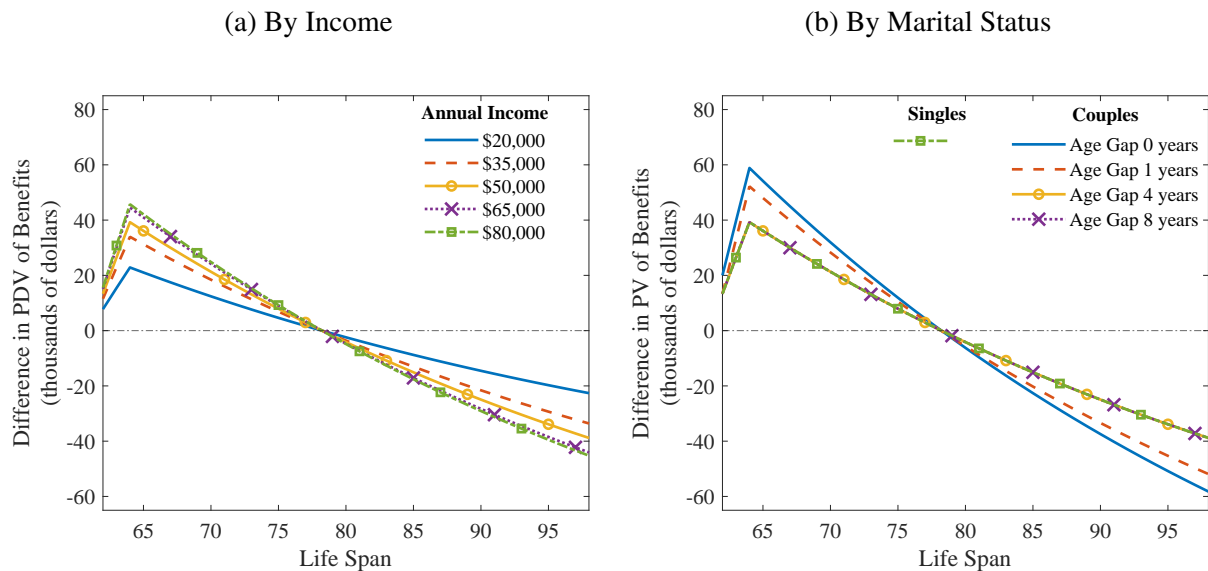 (a) By Income
Difference in PDV of Benefits
(thousands of dollars)
80
60
40
20
0
-20
-40
-60
65 70 75 80 85 90 95
Life Span
Annual Income
$20,000
$35,000
$50,000
$65,000
$80,000
(b) By Marital Status
Difference in PV of Benefits
(thousands of dollars)
80
60
40
20
0
-20
-40
-60
65 70 75 80 85 90 95
Life Span
Singles
Couples
Age Gap 0 years
Age Gap 1 years
Age Gap 4 years
Age Gap 8 years